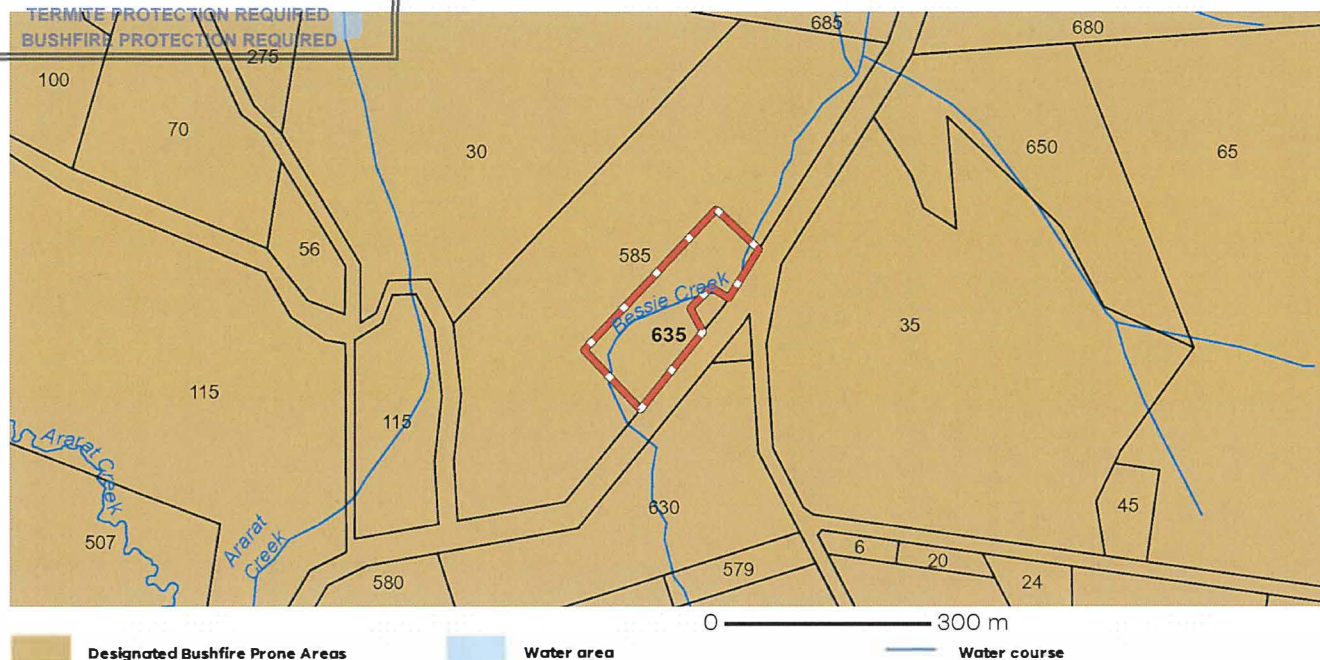 TERMITE PROTECTION REQUIRED
BUSHFIRE PROTECTION REQUIRED
685
680
275
100
70
30
650
65
56
585
Bessie Creek
635
35
115
115
Ararat Creek
507
Ararat
Creek
630
45
580
579
6
20
24
0
300 m
Designated Bushfire Prone Areas
Water area
Water course